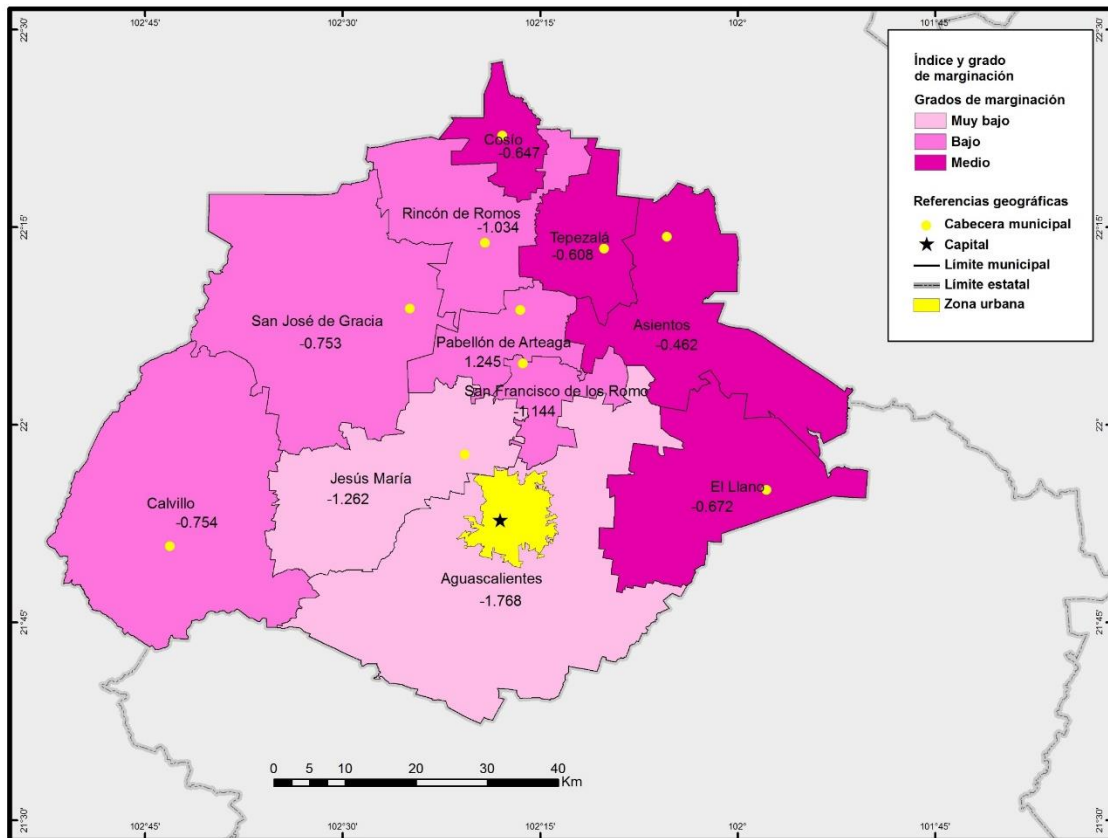 102°45'
102°30'
102°15'
102°
101°45'
22°30'
22°30'
Índice y grado
de marginación
Grados de marginación
Muy bajo
Bajo
Medio
Referencias geográficas
Cabecera municipal
Capital
Límite municipal
Límite estatal
Zona urbana
Cosío
-0.647
22°15'
22°15'
Rincón de Romos
-1.034
Tepezalá
-0.608
San José de Gracia
-0.753
Asientos
-0.462
Pabellón de Arteaga
1.245
San Francisco de los Romo
-1.144
22°
22°
Jesús María
-1.262
El Llano
-0.672
Calvillo
-0.754
Aguascalientes
-1.768
21°45'
21°45'
0 5 10 20 30 40
Km
21°30'
21°30'
102°45'
102°30'
102°15'
102°
101°45'